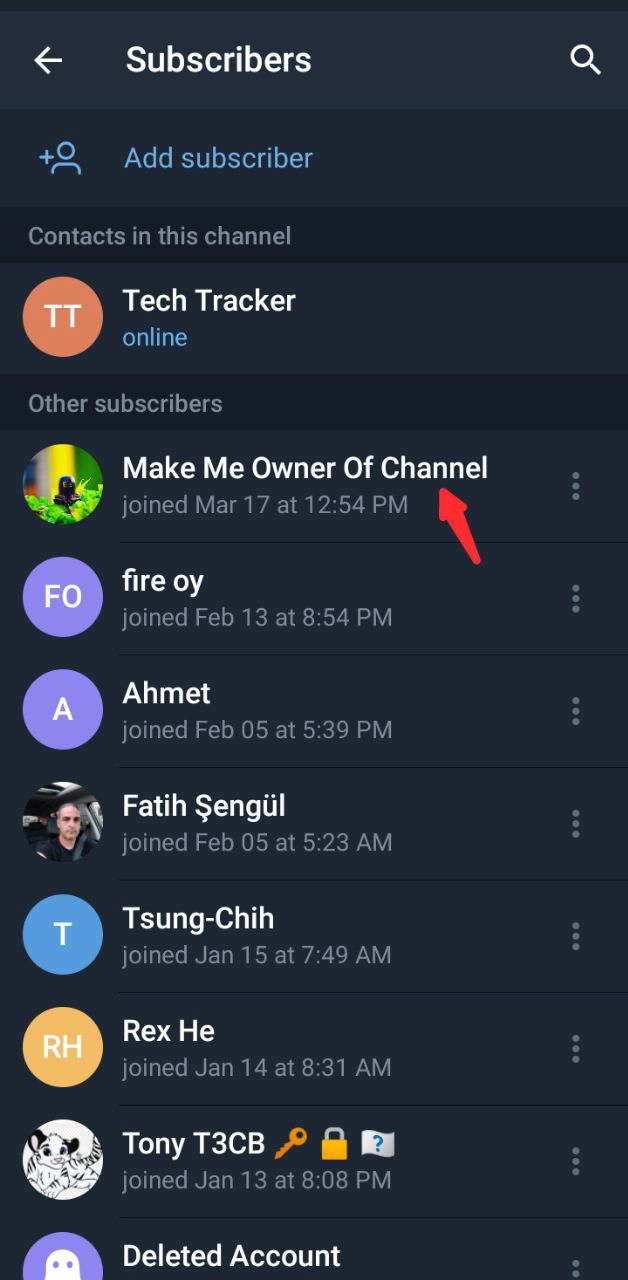 Subscribers
Add subscriber
Contacts in this channel
TT
Tech Tracker
online
Other subscribers
Make Me Owner Of Channel
joined Mar 17 at 12:54 PM
FO
fire oy
joined Feb 13 at 8:54 PM
A
Ahmet
joined Feb 05 at 5:39 PM
Fatih Şengül
joined Feb 05 at 5:23 AM
T
Tsung-Chih
joined Jan 15 at 7:49 AM
RH
Rex He
joined Jan 14 at 8:31 AM
Tony T3CB 🔑 🔒 ?
joined Jan 13 at 8:08 PM
Deleted Account